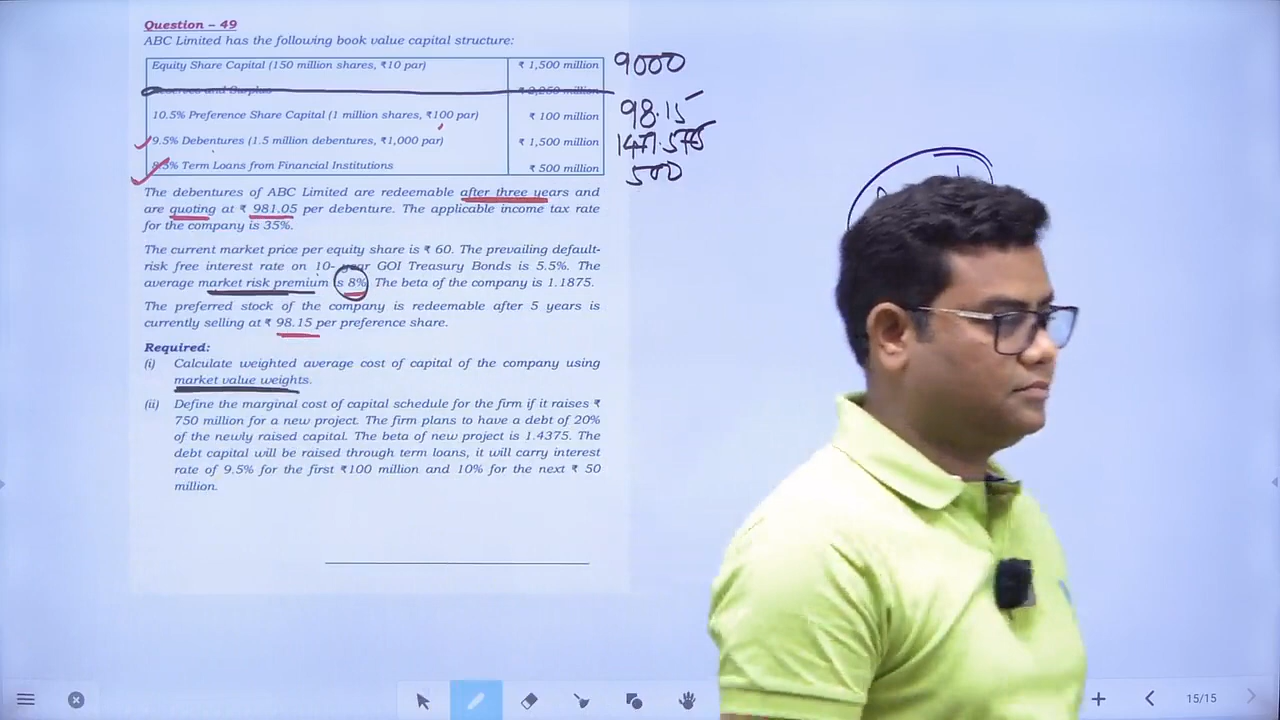 Question – 49
ABC Limited has the following book value capital structure:
Equity Share Capital (150 million shares, ₹10 par) ₹ 1,500 million 9000
Reserves and Surplus ₹ 2,250 million
10.5% Preference Share Capital (1 million shares, ₹100 par) ₹ 100 million 98.15
9.5% Debentures (1.5 million debentures, ₹1,000 par) ₹ 1,500 million 1471.575
8.5% Term Loans from Financial Institutions ₹ 500 million 500
The debentures of ABC Limited are redeemable after three years and
are quoting at ₹ 981.05 per debenture. The applicable income tax rate
for the company is 35%.
The current market price per equity share is ₹ 60. The prevailing default-
risk free interest rate on 10-year GOI Treasury Bonds is 5.5%. The
average market risk premium is 8%. The beta of the company is 1.1875.
The preferred stock of the company is redeemable after 5 years is
currently selling at ₹ 98.15 per preference share.
Required:
(i) Calculate weighted average cost of capital of the company using
market value weights.
(ii) Define the marginal cost of capital schedule for the firm if it raises ₹
750 million for a new project. The firm plans to have a debt of 20%
of the newly raised capital. The beta of new project is 1.4375. The
debt capital will be raised through term loans, it will carry interest
rate of 9.5% for the first ₹100 million and 10% for the next ₹ 50
million.
15/15